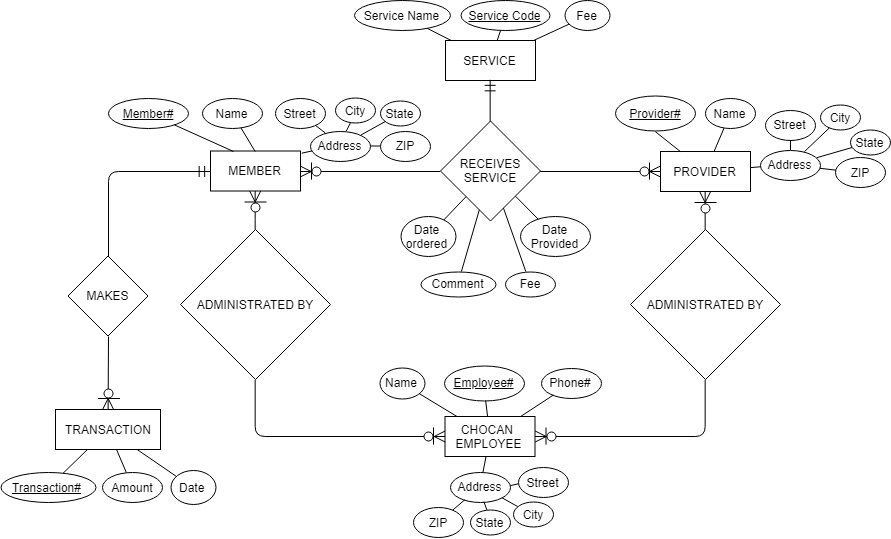 Service Name
Service Code
Fee
SERVICE
Member#
Name
Street
City
State
Address
ZIP
Provider#
Name
Street
City
State
Address
ZIP
MEMBER
RECEIVES
SERVICE
PROVIDER
Date
ordered
Date
Provided
Comment
Fee
MAKES
ADMINISTRATED BY
ADMINISTRATED BY
Name
Employee#
Phone#
TRANSACTION
CHOCAN
EMPLOYEE
Transaction#
Amount
Date
Address
Street
ZIP
State
City